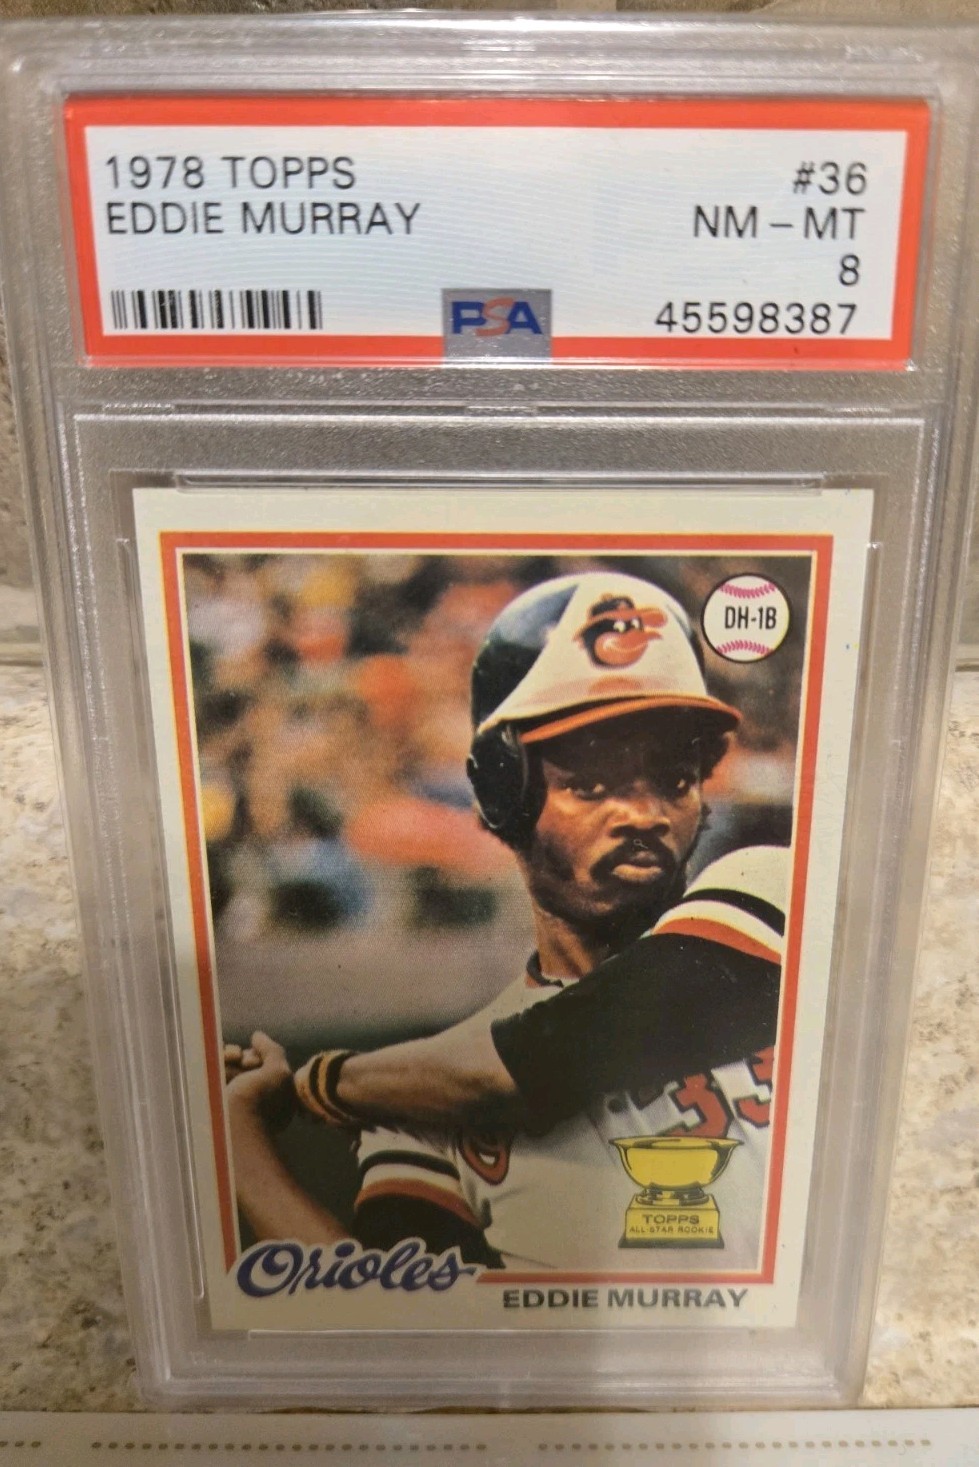 1978 TOPPS
EDDIE MURRAY
#36
NM - MT
8
45598387
PSA
DH-1B
33
TOPPS
ALL-STAR ROOKIE
Orioles
EDDIE MURRAY